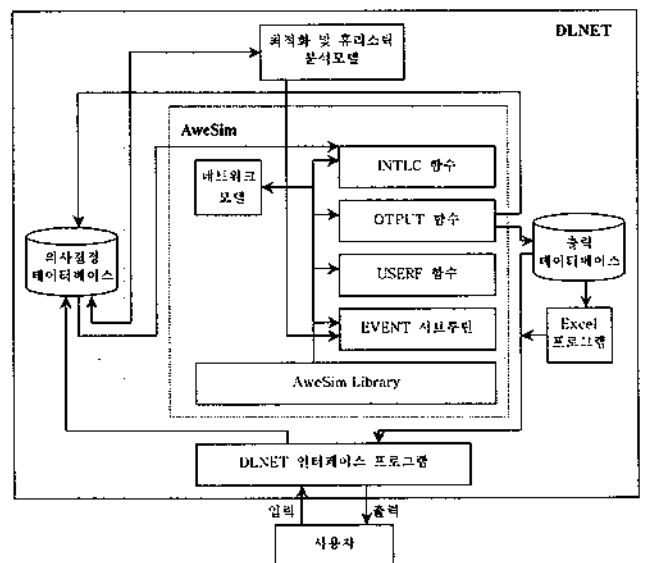 DLNET
최적화 및 휴리스틱
분석모델
AweSim
네트워크
모델
INTLC 함수
OTPUT 함수
USERF 함수
EVENT 서브루틴
AweSim Library
의사결정
데이터베이스
출력
데이터베이스
Excel
프로그램
DLNET 인터페이스 프로그램
입력
출력
사용자